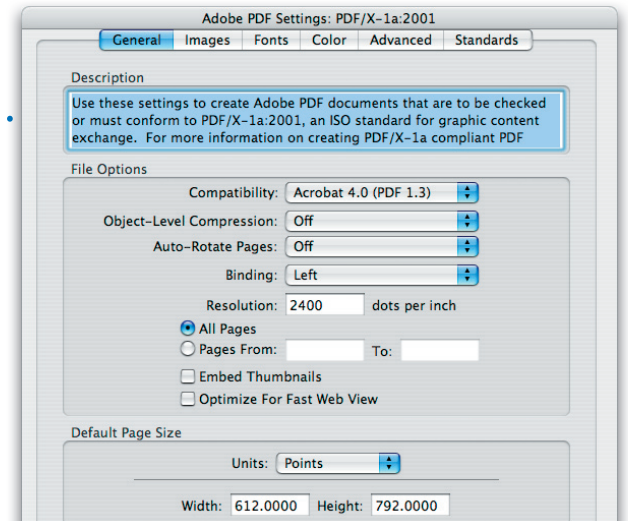 Adobe PDF Settings: PDF/X-1a:2001
General Images Fonts Color Advanced Standards
Description
Use these settings to create Adobe PDF documents that are to be checked
or must conform to PDF/X-1a:2001, an ISO standard for graphic content
exchange. For more information on creating PDF/X-1a compliant PDF
File Options
Compatibility: Acrobat 4.0 (PDF 1.3)
Object-Level Compression: Off
Auto-Rotate Pages: Off
Binding: Left
Resolution: 2400 dots per inch
All Pages
Pages From: To:
Embed Thumbnails
Optimize For Fast Web View
Default Page Size
Units: Points
Width: 612.0000 Height: 792.0000